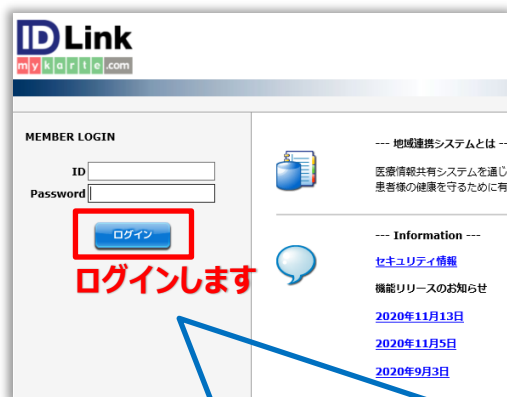 ID Link
mykarte.com
MEMBER LOGIN
ID
Password
ログイン
ログインします
--- 地域連携システムとは --
医療情報共有システムを通じ
患者様の健康を守るために有
--- Information ---
セキュリティ情報
機能リリースのお知らせ
2020年11月13日
2020年11月5日
2020年9月3日